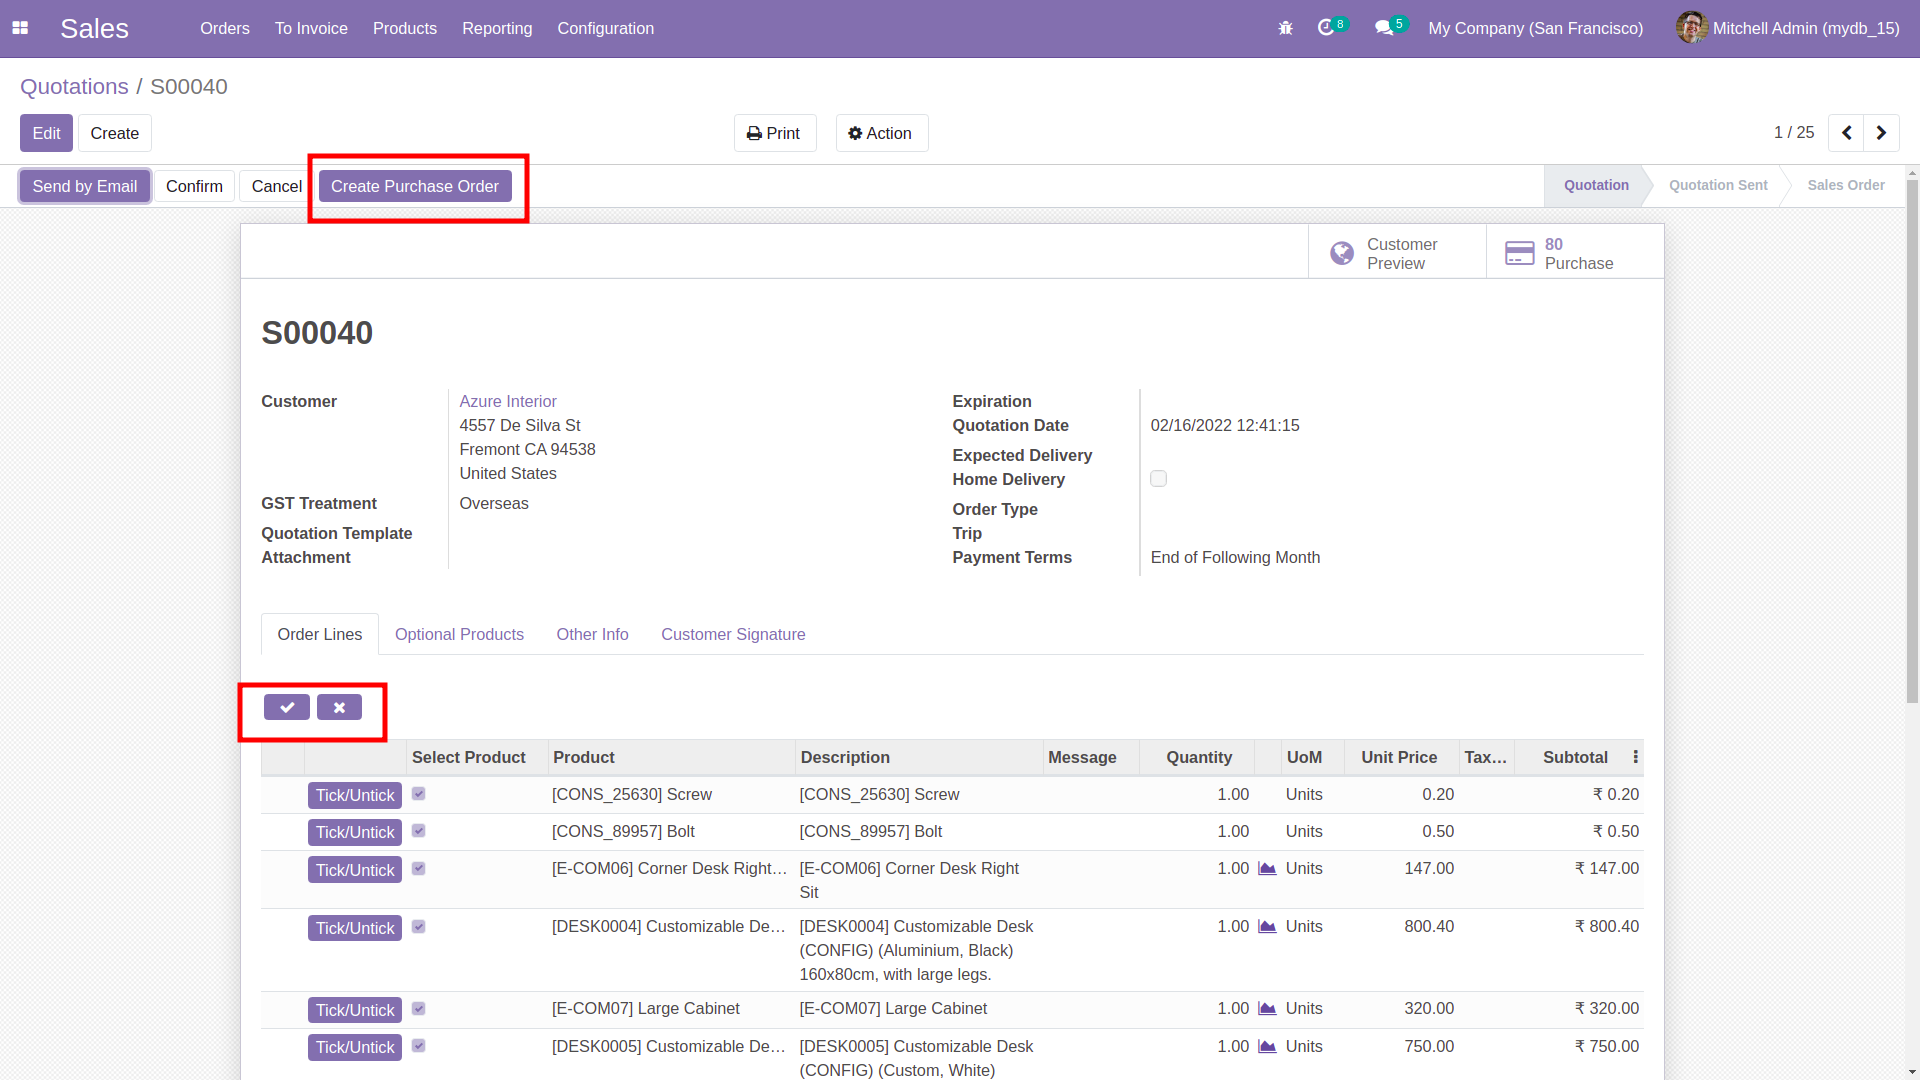 Sales Orders To Invoice Products Reporting Configuration 8 5 My Company (San Francisco) Mitchell Admin (mydb_15)
Quotations / S00040
Edit Create Print Action 1 / 25
Send by Email Confirm Cancel Create Purchase Order Quotation Quotation Sent Sales Order
Customer Preview
80 Purchase
S00040
Customer Azure Interior
4557 De Silva St
Fremont CA 94538
United States
GST Treatment Overseas
Quotation Template
Attachment
Expiration
Quotation Date 02/16/2022 12:41:15
Expected Delivery
Home Delivery
Order Type
Trip
Payment Terms End of Following Month
Order Lines Optional Products Other Info Customer Signature
Select Product Product Description Message Quantity UoM Unit Price Tax... Subtotal
Tick/Untick [CONS_25630] Screw [CONS_25630] Screw 1.00 Units 0.20 ₹ 0.20
Tick/Untick [CONS_89957] Bolt [CONS_89957] Bolt 1.00 Units 0.50 ₹ 0.50
Tick/Untick [E-COM06] Corner Desk Right... [E-COM06] Corner Desk Right 1.00 Units 147.00 ₹ 147.00
Sit
Tick/Untick [DESK0004] Customizable De... [DESK0004] Customizable Desk 1.00 Units 800.40 ₹ 800.40
(CONFIG) (Aluminium, Black)
160x80cm, with large legs.
Tick/Untick [E-COM07] Large Cabinet [E-COM07] Large Cabinet 1.00 Units 320.00 ₹ 320.00
Tick/Untick [DESK0005] Customizable De... [DESK0005] Customizable Desk 1.00 Units 750.00 ₹ 750.00
(CONFIG) (Custom, White)